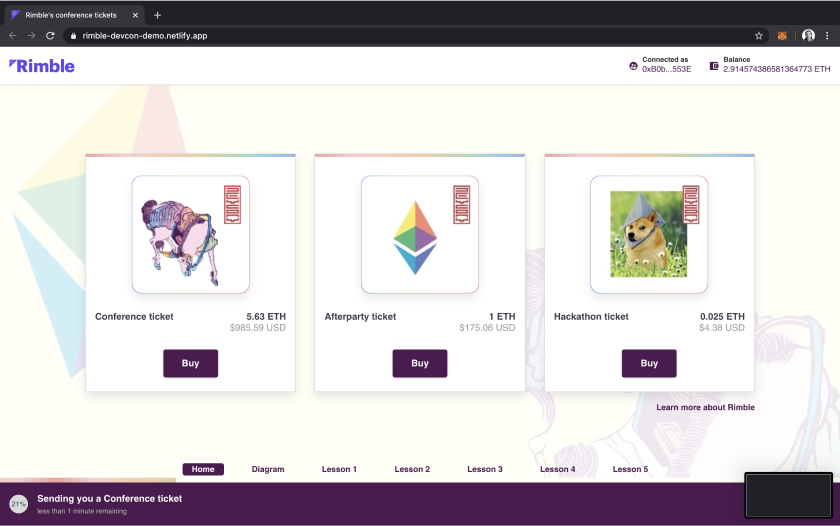 Rimble's conference tickets
rimble-devcon-demo.netlify.app
Rimble
Connected as
0xB0b...553E
Balance
2.914574386581364773 ETH
Conference ticket
5.63 ETH
$985.59 USD
Buy
Afterparty ticket
1 ETH
$175.06 USD
Buy
Hackathon ticket
0.025 ETH
$4.38 USD
Buy
Learn more about Rimble
Home
Diagram
Lesson 1
Lesson 2
Lesson 3
Lesson 4
Lesson 5
21%
Sending you a Conference ticket
less than 1 minute remaining